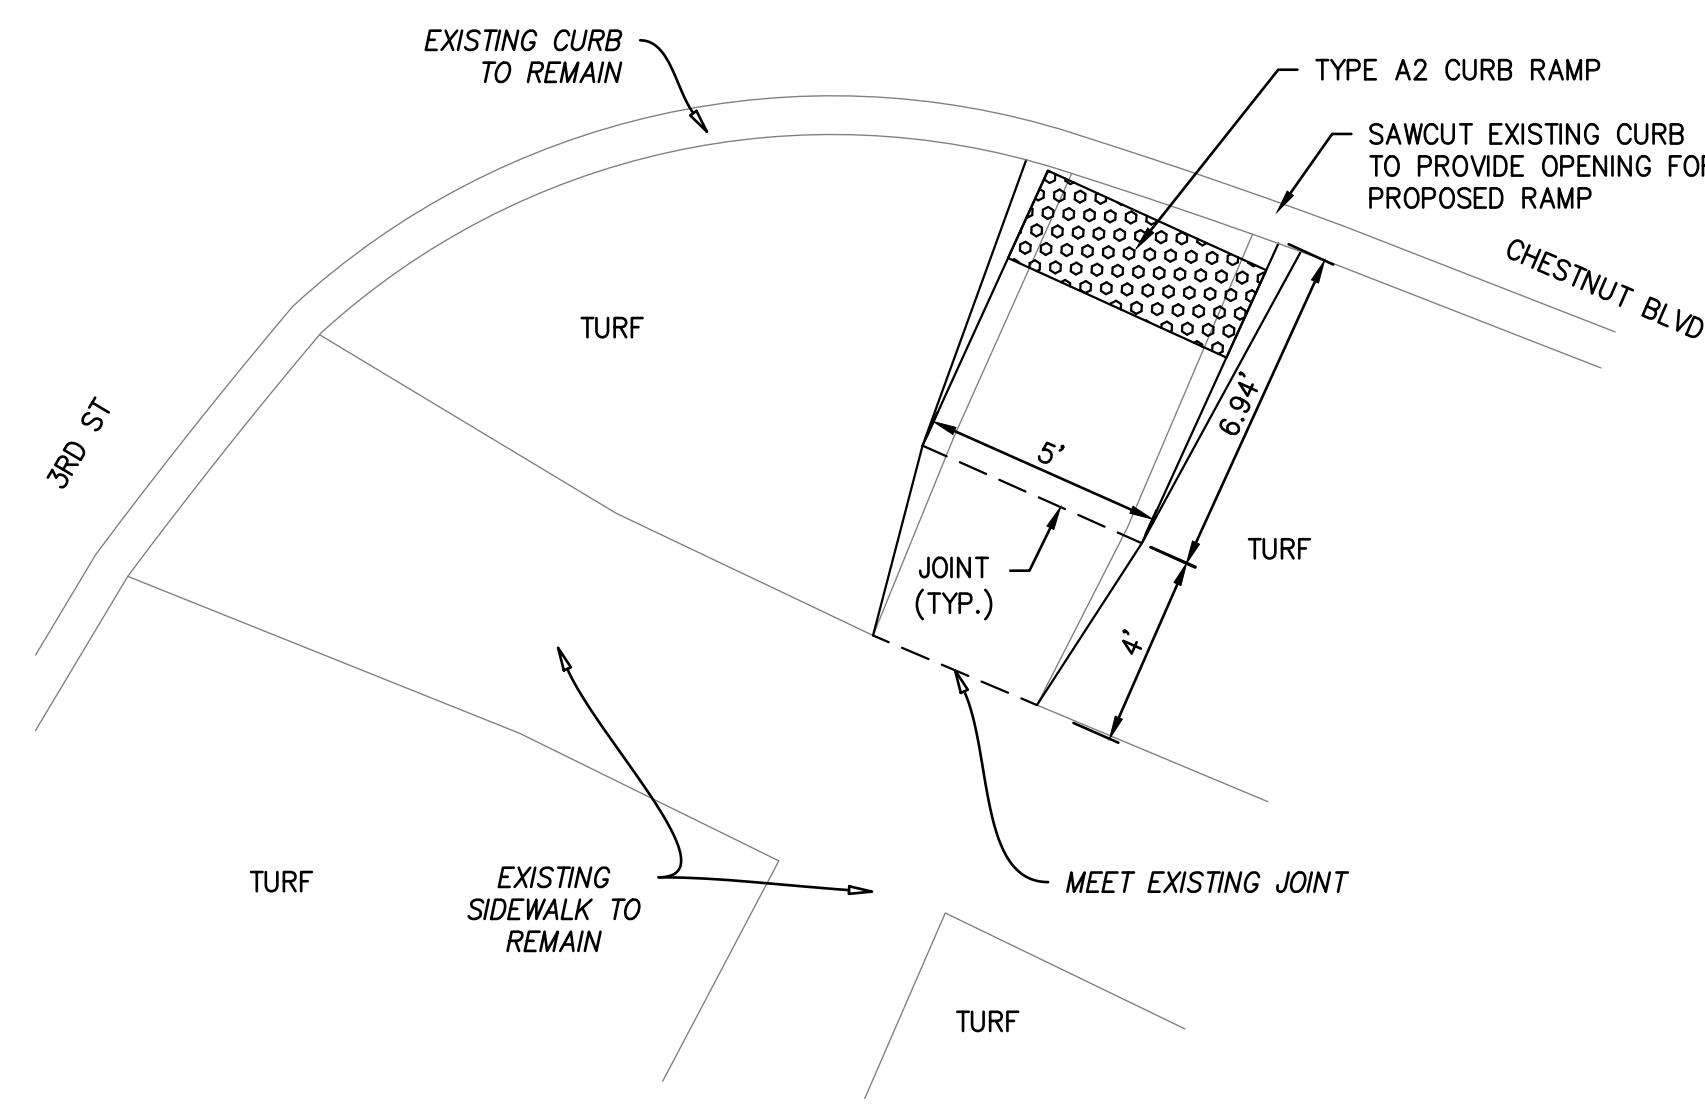 EXISTING CURB
TO REMAIN
TYPE A2 CURB RAMP
SAWCUT EXISTING CURB
TO PROVIDE OPENING FOR
PROPOSED RAMP
CHESTNUT BLVD
TURF
3RD ST
6.94'
5'
JOINT
(TYP.)
TURF
4'
EXISTING
SIDEWALK TO
REMAIN
MEET EXISTING JOINT
TURF
TURF